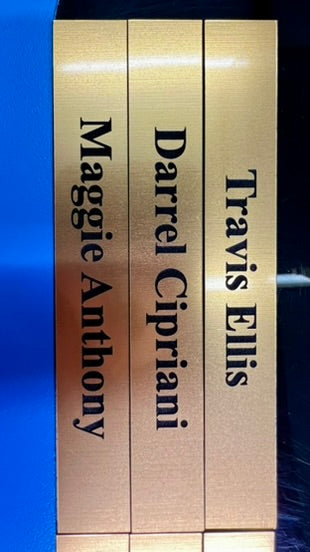 Travis Ellis
Darrel Cipriani
Maggie Anthony